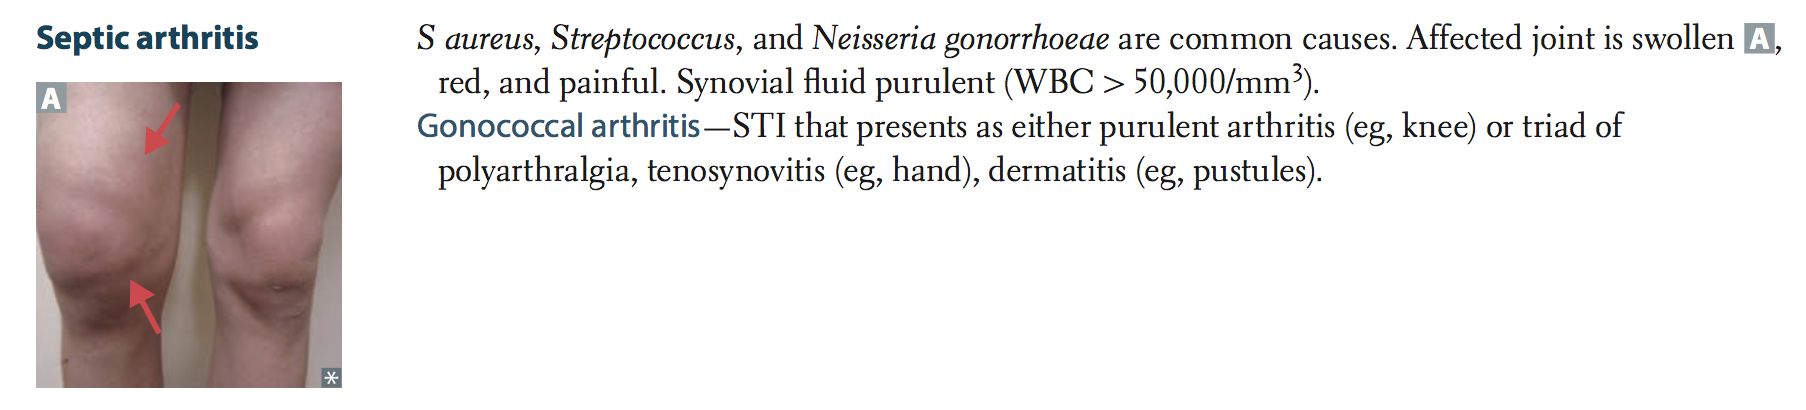 Septic arthritis
S aureus, Streptococcus, and Neisseria gonorrhoeae are common causes. Affected joint is swollen A,
red, and painful. Synovial fluid purulent (WBC > 50,000/mm³).
Gonococcal arthritis—STI that presents as either purulent arthritis (eg, knee) or triad of
polyarthralgia, tenosynovitis (eg, hand), dermatitis (eg, pustules).
A
*